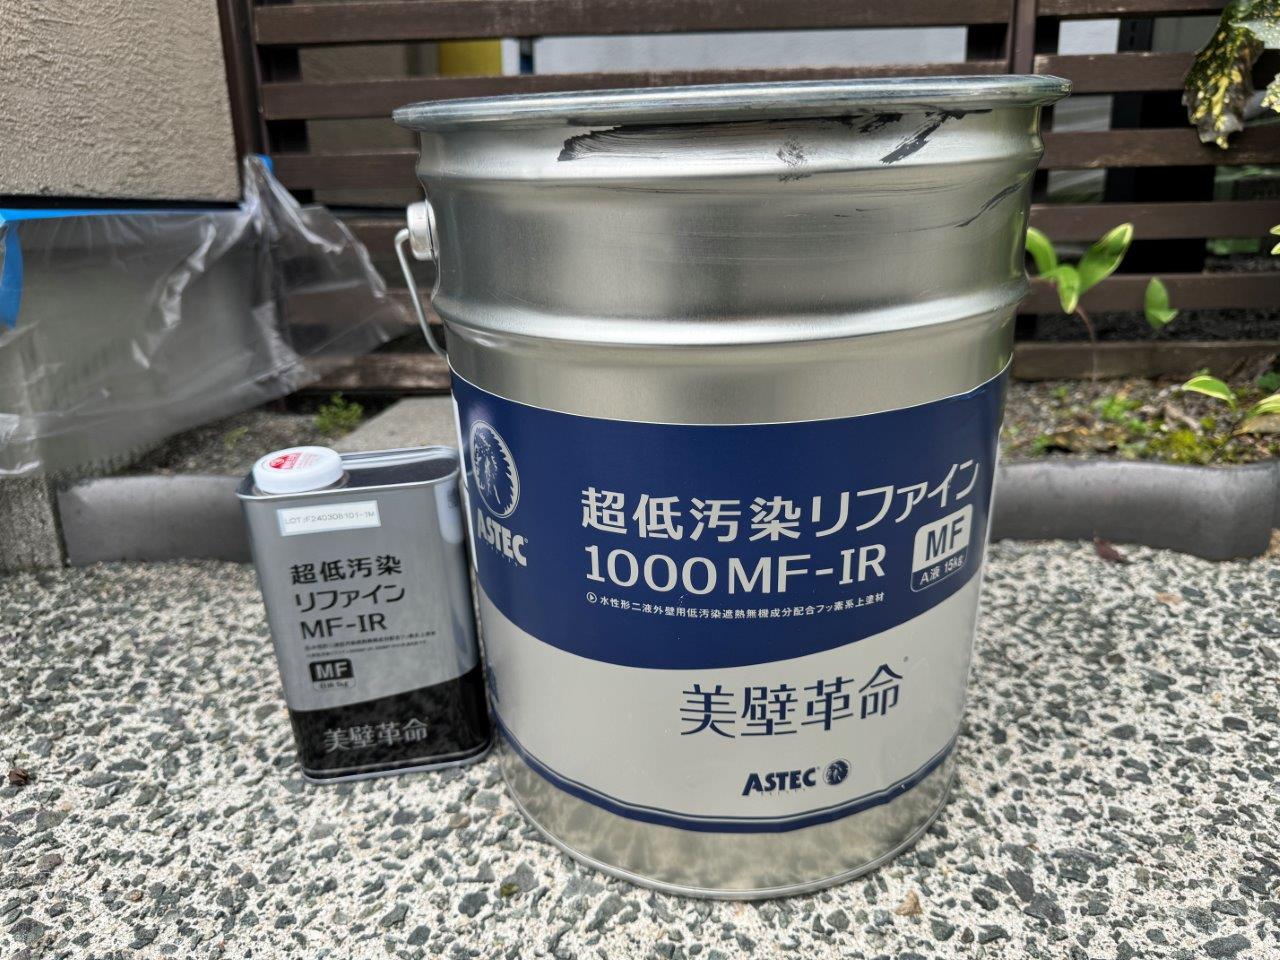 LOT:F240308101-1M
超低汚染
リファイン
MF-IR
MF
美壁革命
ASTEC
超低汚染リファイン
1000MF-IR
MF
A液 15kg
水性形二液外壁用低汚染遮熱無機成分配合フッ素系上塗材
美壁革命
ASTEC